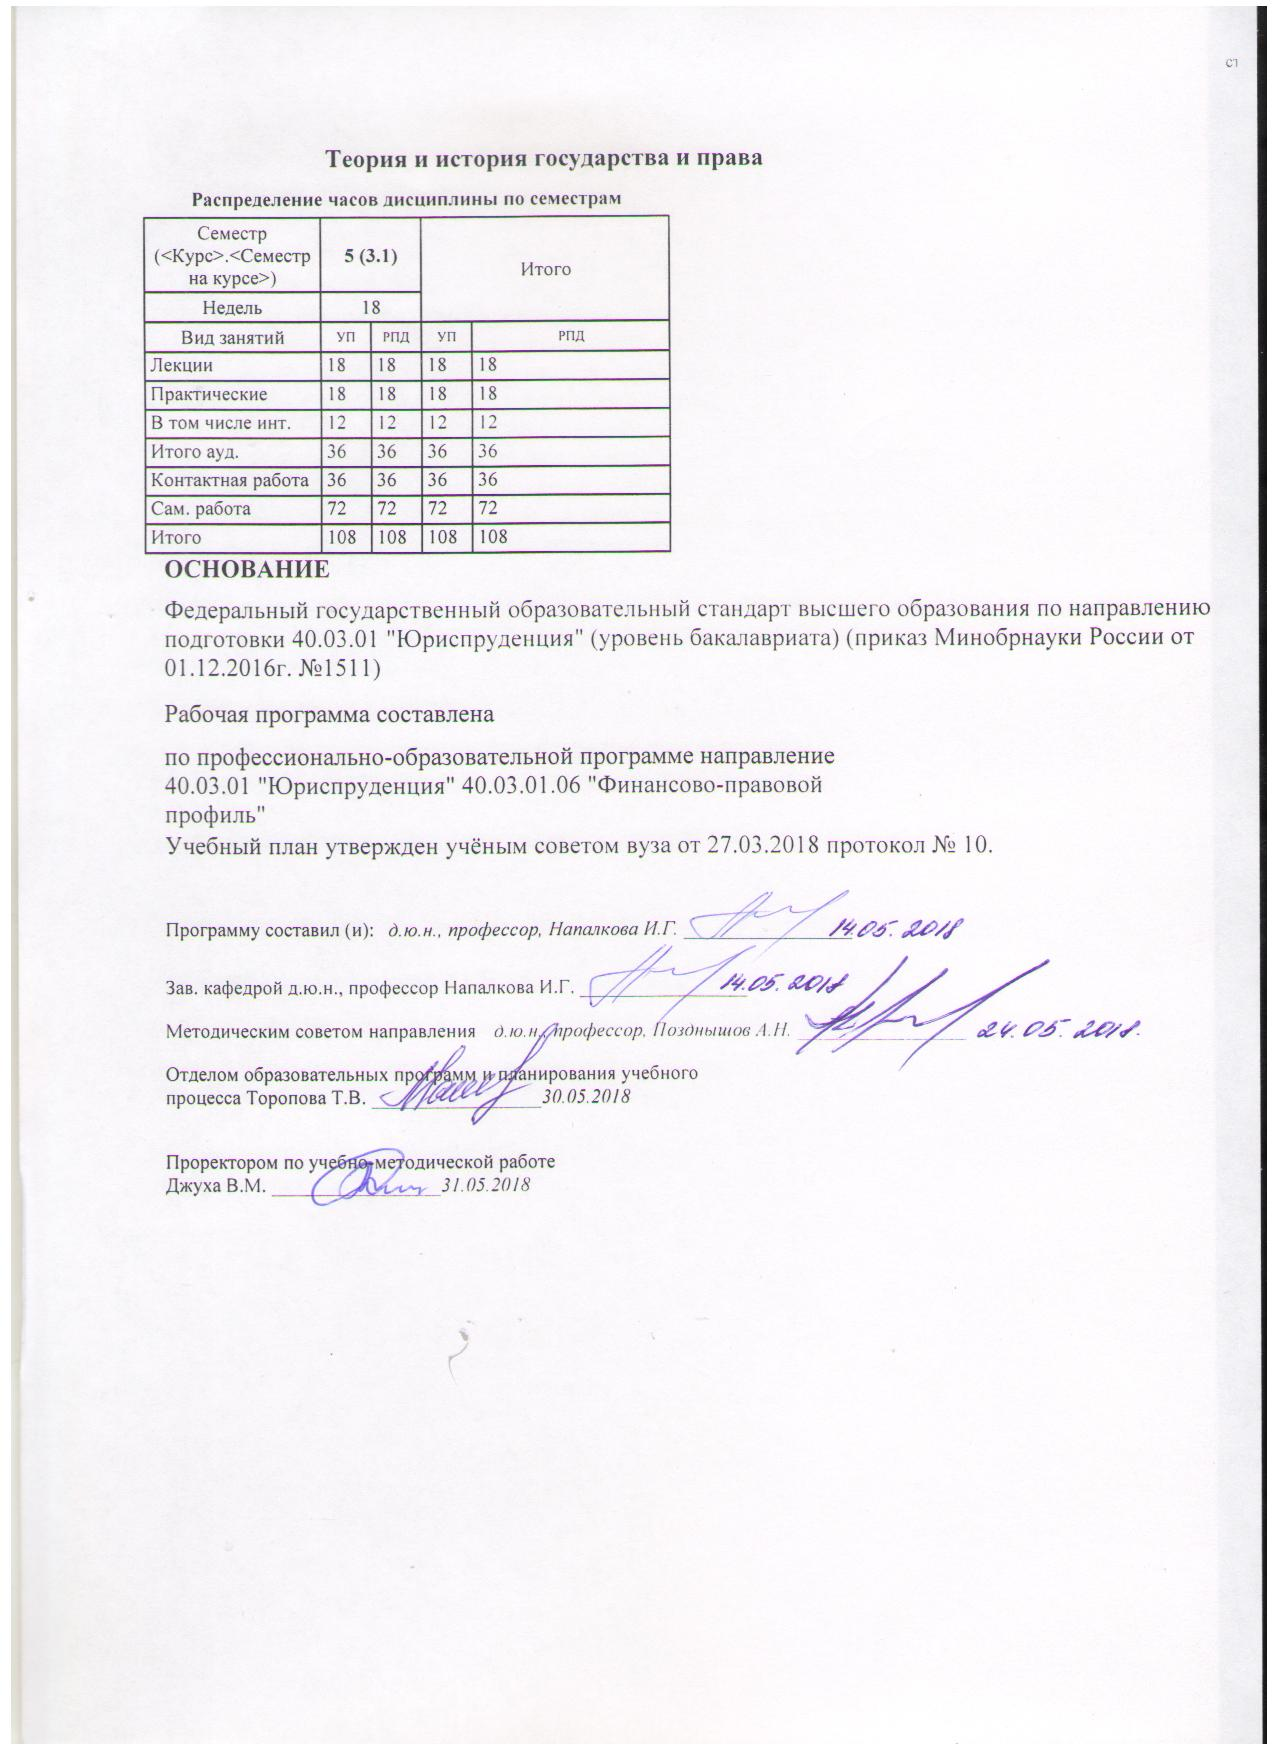 ст
Теория и история государства и права
Распределение часов дисциплины по семестрам
Семестр
(<Курс>.<Семестр
на курсе>)
5 (3.1)
Итого
Недель 18
Вид занятий УП РПД УП РПД
Лекции 18 18 18 18
Практические 18 18 18 18
В том числе инт. 12 12 12 12
Итого ауд. 36 36 36 36
Контактная работа 36 36 36 36
Сам. работа 72 72 72 72
Итого 108 108 108 108
ОСНОВАНИЕ
Федеральный государственный образовательный стандарт высшего образования по направлению
подготовки 40.03.01 "Юриспруденция" (уровень бакалавриата) (приказ Минобрнауки России от
01.12.2016г. №1511)
Рабочая программа составлена
по профессионально-образовательной программе направление
40.03.01 "Юриспруденция" 40.03.01.06 "Финансово-правовой
профиль"
Учебный план утвержден учёным советом вуза от 27.03.2018 протокол № 10.
Программу составил (и): д.ю.н., профессор, Напалкова И.Г. 14.05.2018
Зав. кафедрой д.ю.н., профессор Напалкова И.Г. 14.05.2018
Методическим советом направления д.ю.н., профессор, Позднышов А.Н. 24.05.2018.
Отделом образовательных программ и планирования учебного
процесса Торопова Т.В. 30.05.2018
Проректором по учебно-методической работе
Джуха В.М. 31.05.2018